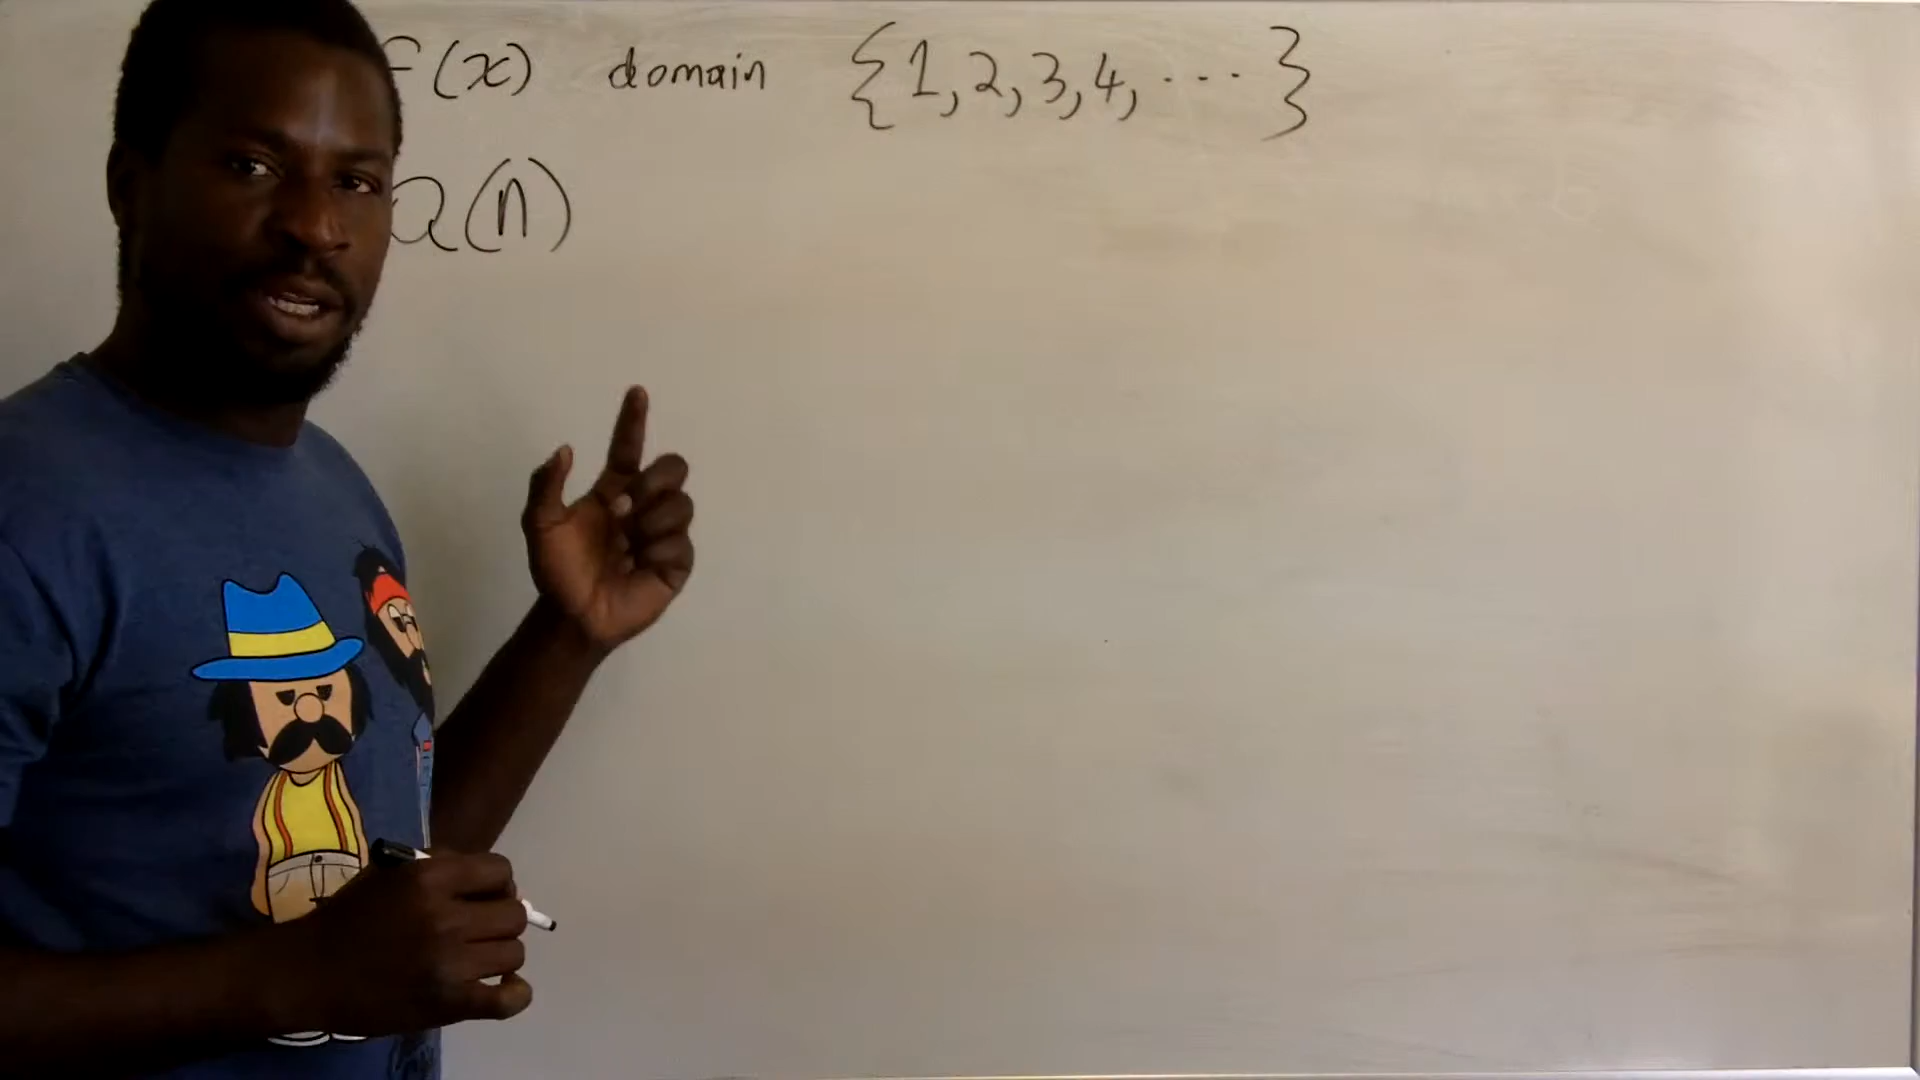 f(x) domain {1,2,3,4, ... }
a(n)